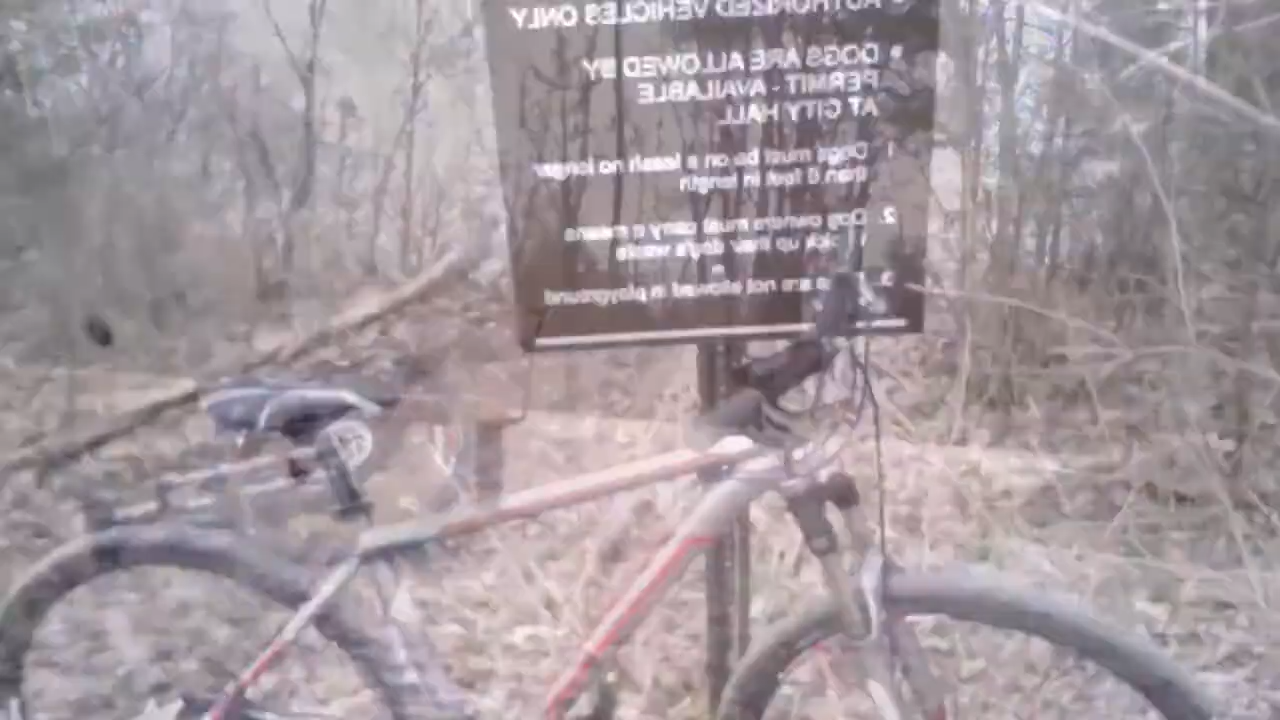 AUTHORIZED VEHICLES ONLY
• DOGS ARE ALLOWED BY
PERMIT - AVAILABLE
AT CITY HALL
1. Dogs must be on a leash no longer
than 6 feet in length
2. Dog owners must carry a means
pick up their dog's waste
3. are not allowed in playground